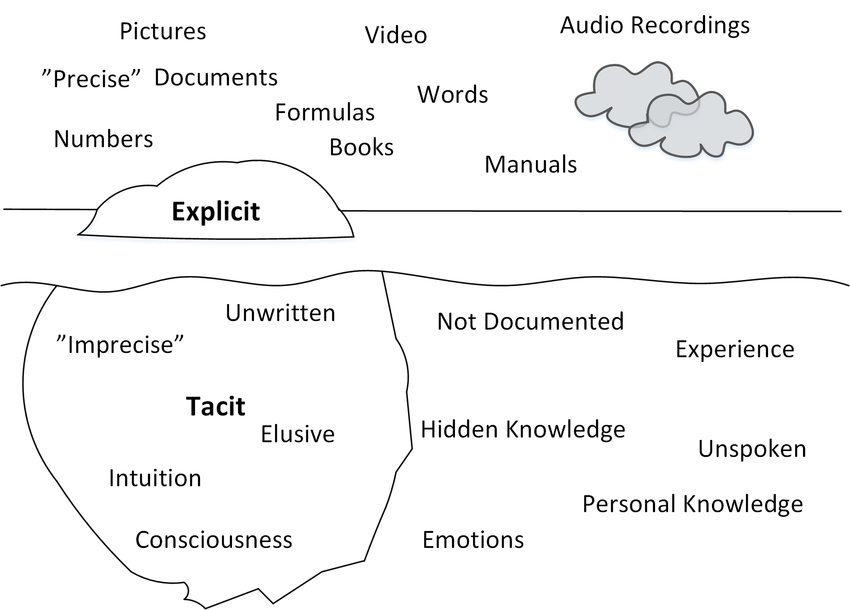 Pictures
Video
Audio Recordings
”Precise”
Documents
Words
Formulas
Numbers
Books
Manuals
Explicit
Unwritten
Not Documented
”Imprecise”
Experience
Tacit
Elusive
Hidden Knowledge
Unspoken
Intuition
Personal Knowledge
Consciousness
Emotions